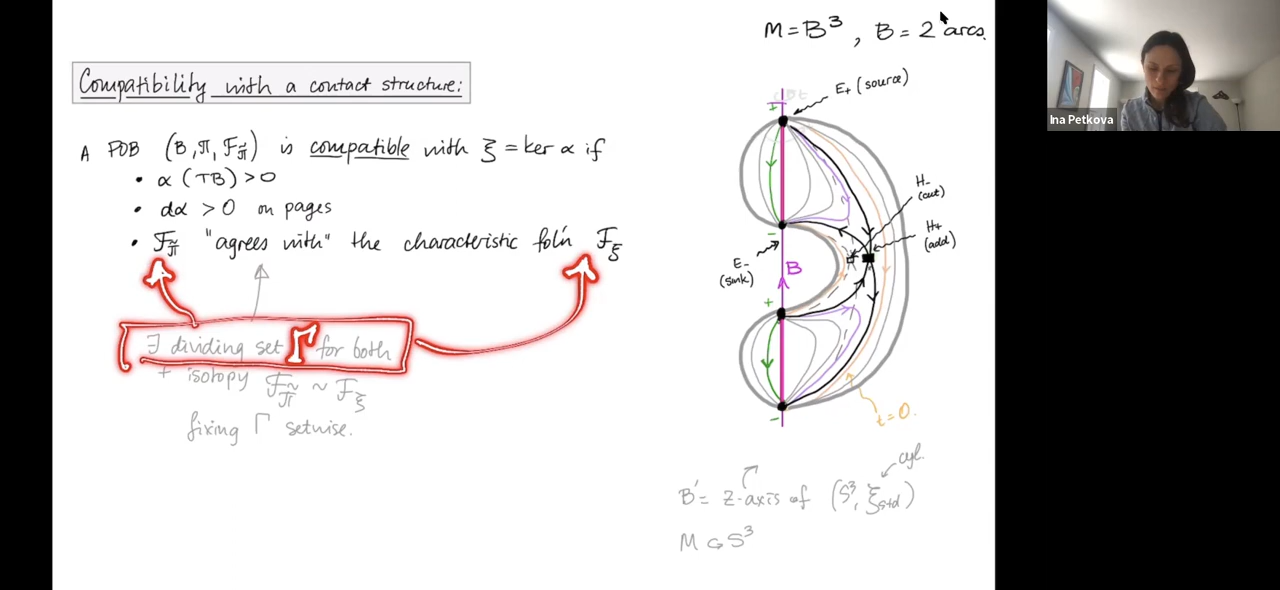 M = B³, B = 2 arcs.
Compatibility with a contact structure:
A FOB (B, π, F_π̃) is compatible with ξ = ker α if
• α (TB) > 0
• dα > 0 on pages
• F_π̃ "agrees with" the characteristic fol'n F_ξ
∃ dividing set Γ for both
+ isotopy F_π̃ ~ F_ξ
fixing Γ setwise.
E+ (source)
H- (cut)
H+ (add)
E- (sink)
B
+
-
+
-
t=0.
cyl.
B' = z-axis of (S³, ξstd)
M ⊂ S³
Ina Petkova